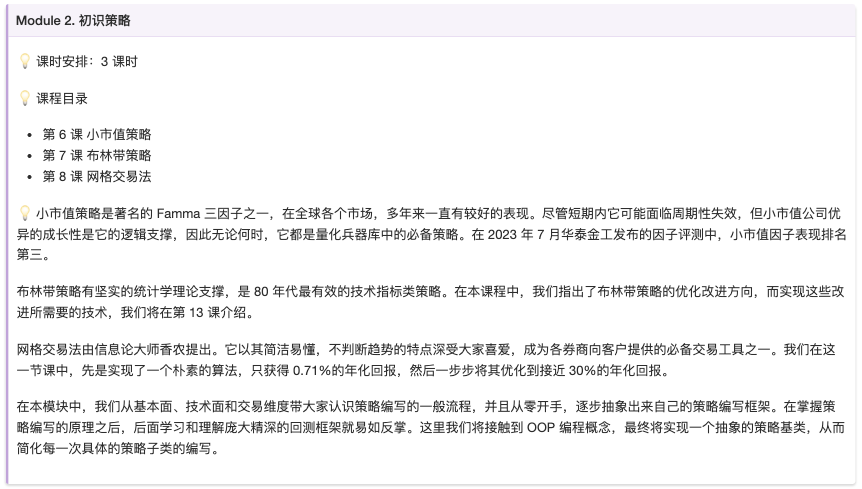 Module 2. 初识策略
💡 课时安排：3 课时
💡 课程目录
• 第 6 课 小市值策略
• 第 7 课 布林带策略
• 第 8 课 网格交易法
💡 小市值策略是著名的 Famma 三因子之一，在全球各个市场，多年来一直有较好的表现。尽管短期内它可能面临周期性失效，但小市值公司优
异的成长性是它的逻辑支撑，因此无论何时，它都是量化兵器库中的必备策略。在 2023 年 7 月华泰金工发布的因子评测中，小市值因子表现排名
第三。
布林带策略有坚实的统计学理论支撑，是 80 年代最有效的技术指标类策略。在本课程中，我们指出了布林带策略的优化改进方向，而实现这些改
进所需要的技术，我们将在第 13 课介绍。
网格交易法由信息论大师香农提出。它以其简洁易懂，不判断趋势的特点深受大家喜爱，成为各券商向客户提供的必备交易工具之一。我们在这
一节课中，先是实现了一个朴素的算法，只获得 0.71%的年化回报，然后一步步将其优化到接近 30%的年化回报。
在本模块中，我们从基本面、技术面和交易维度带大家认识策略编写的一般流程，并且从零开手，逐步抽象出来自己的策略编写框架。在掌握策
略编写的原理之后，后面学习和理解庞大精深的回测框架就易如反掌。这里我们将接触到 OOP 编程概念，最终将实现一个抽象的策略基类，从而
简化每一次具体的策略子类的编写。